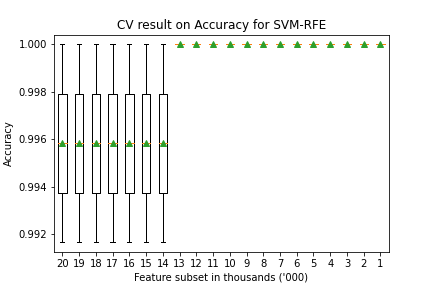 CV result on Accuracy for SVM-RFE
1.000
0.998
0.996
0.994
0.992
Accuracy
20 19 18 17 16 15 14 13 12 11 10 9 8 7 6 5 4 3 2 1
Feature subset in thousands ('000)